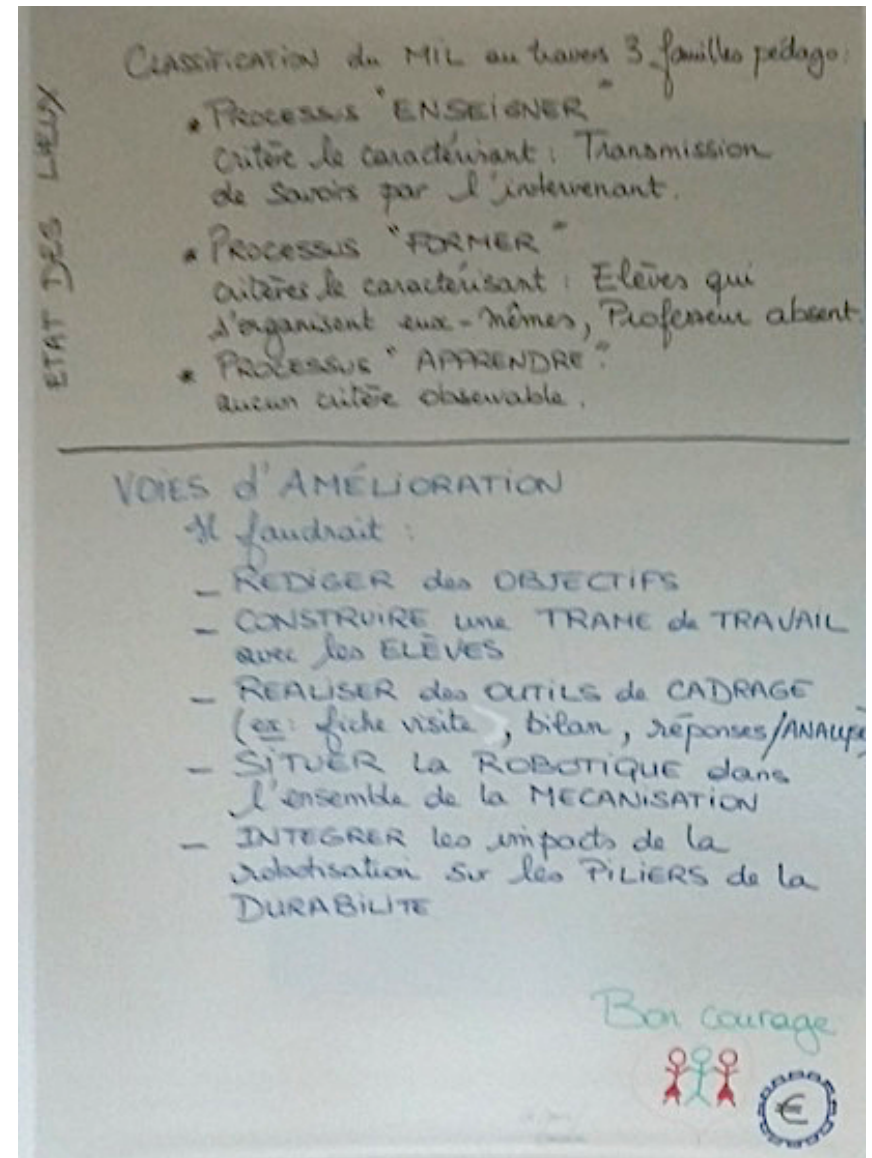 ETAT DES LIEUX
CLASSIFICATION du MIL au travers 3 familles pédago:
* PROCESSUS "ENSEIGNER"
critère le caractérisant : Transmission
de savoirs par l'intervenant.
* PROCESSUS "FORMER"
critères le caractérisant : Elèves qui
s'organisent eux-mêmes, Professeur absent.
* PROCESSUS "APPRENDRE".
aucun critère observable.
VOIES d'AMÉLIORATION
Il faudrait :
- REDIGER des OBJECTIFS
- CONSTRUIRE une TRAME de TRAVAIL
avec les ELÈVES
- REALISER des OUTILS de CADRAGE
(ex: fiche visite, bilan, réponses/
- SITUER la ROBOTIQUE dans
l'ensemble de la MECANISATION
- INTEGRER les impacts de la
robotisation sur les PILIERS de la
DURABILITE
Bon courage
€